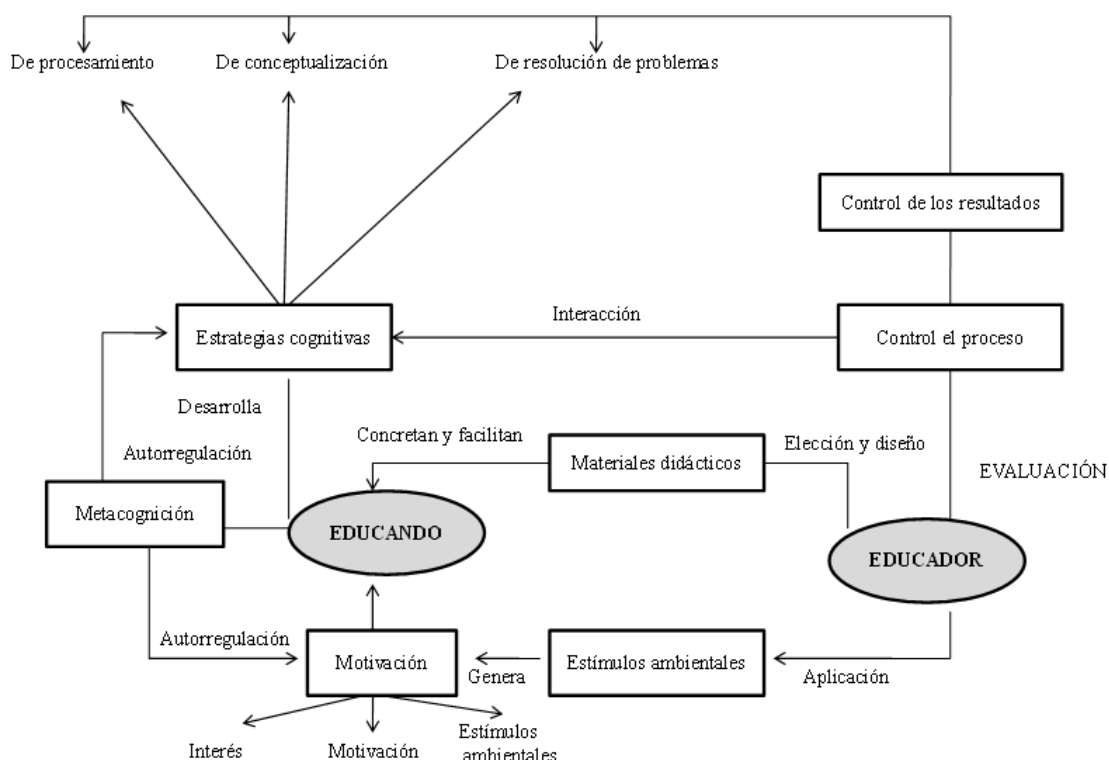 De procesamiento
De conceptualización
De resolución de problemas
Control de los resultados
Interacción
Estrategias cognitivas
Control el proceso
Desarrolla
Concretan y facilitan
Elección y diseño
Autorregulación
Materiales didácticos
EVALUACIÓN
Metacognición
EDUCANDO
EDUCADOR
Autorregulación
Motivación
Genera
Estímulos ambientales
Aplicación
Interés
Motivación
Estímulos
ambientales